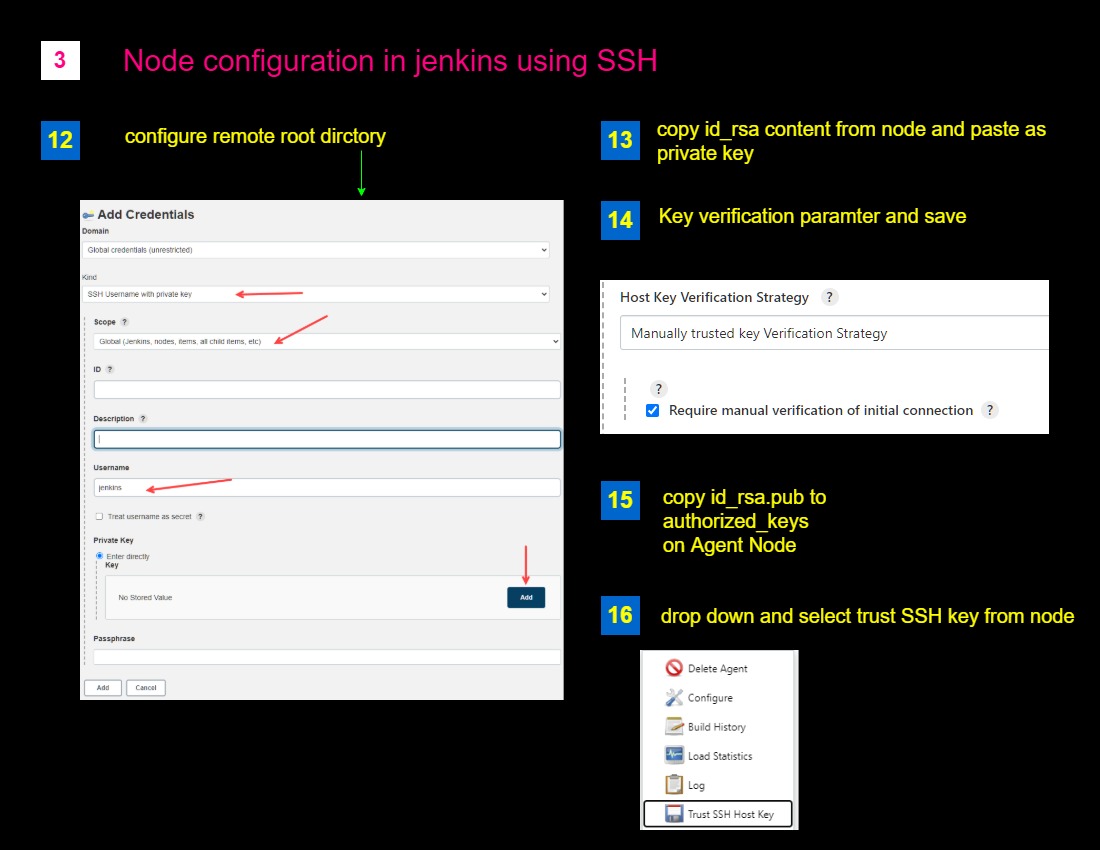 3
Node configuration in jenkins using SSH
12
configure remote root dirctory
Add Credentials
Domain
Global credentials (unrestricted)
Kind
SSH Username with private key
Scope ?
Global (Jenkins, nodes, items, all child items, etc)
ID ?
Description ?
Username
jenkins
Treat username as secret ?
Private Key
Enter directly
Key
No Stored Value
Add
Passphrase
Add Cancel
13
copy id_rsa content from node and paste as
private key
14
Key verification paramter and save
Host Key Verification Strategy ?
Manually trusted key Verification Strategy
?
Require manual verification of initial connection ?
15
copy id_rsa.pub to
authorized_keys
on Agent Node
16
drop down and select trust SSH key from node
Delete Agent
Configure
Build History
Load Statistics
Log
Trust SSH Host Key